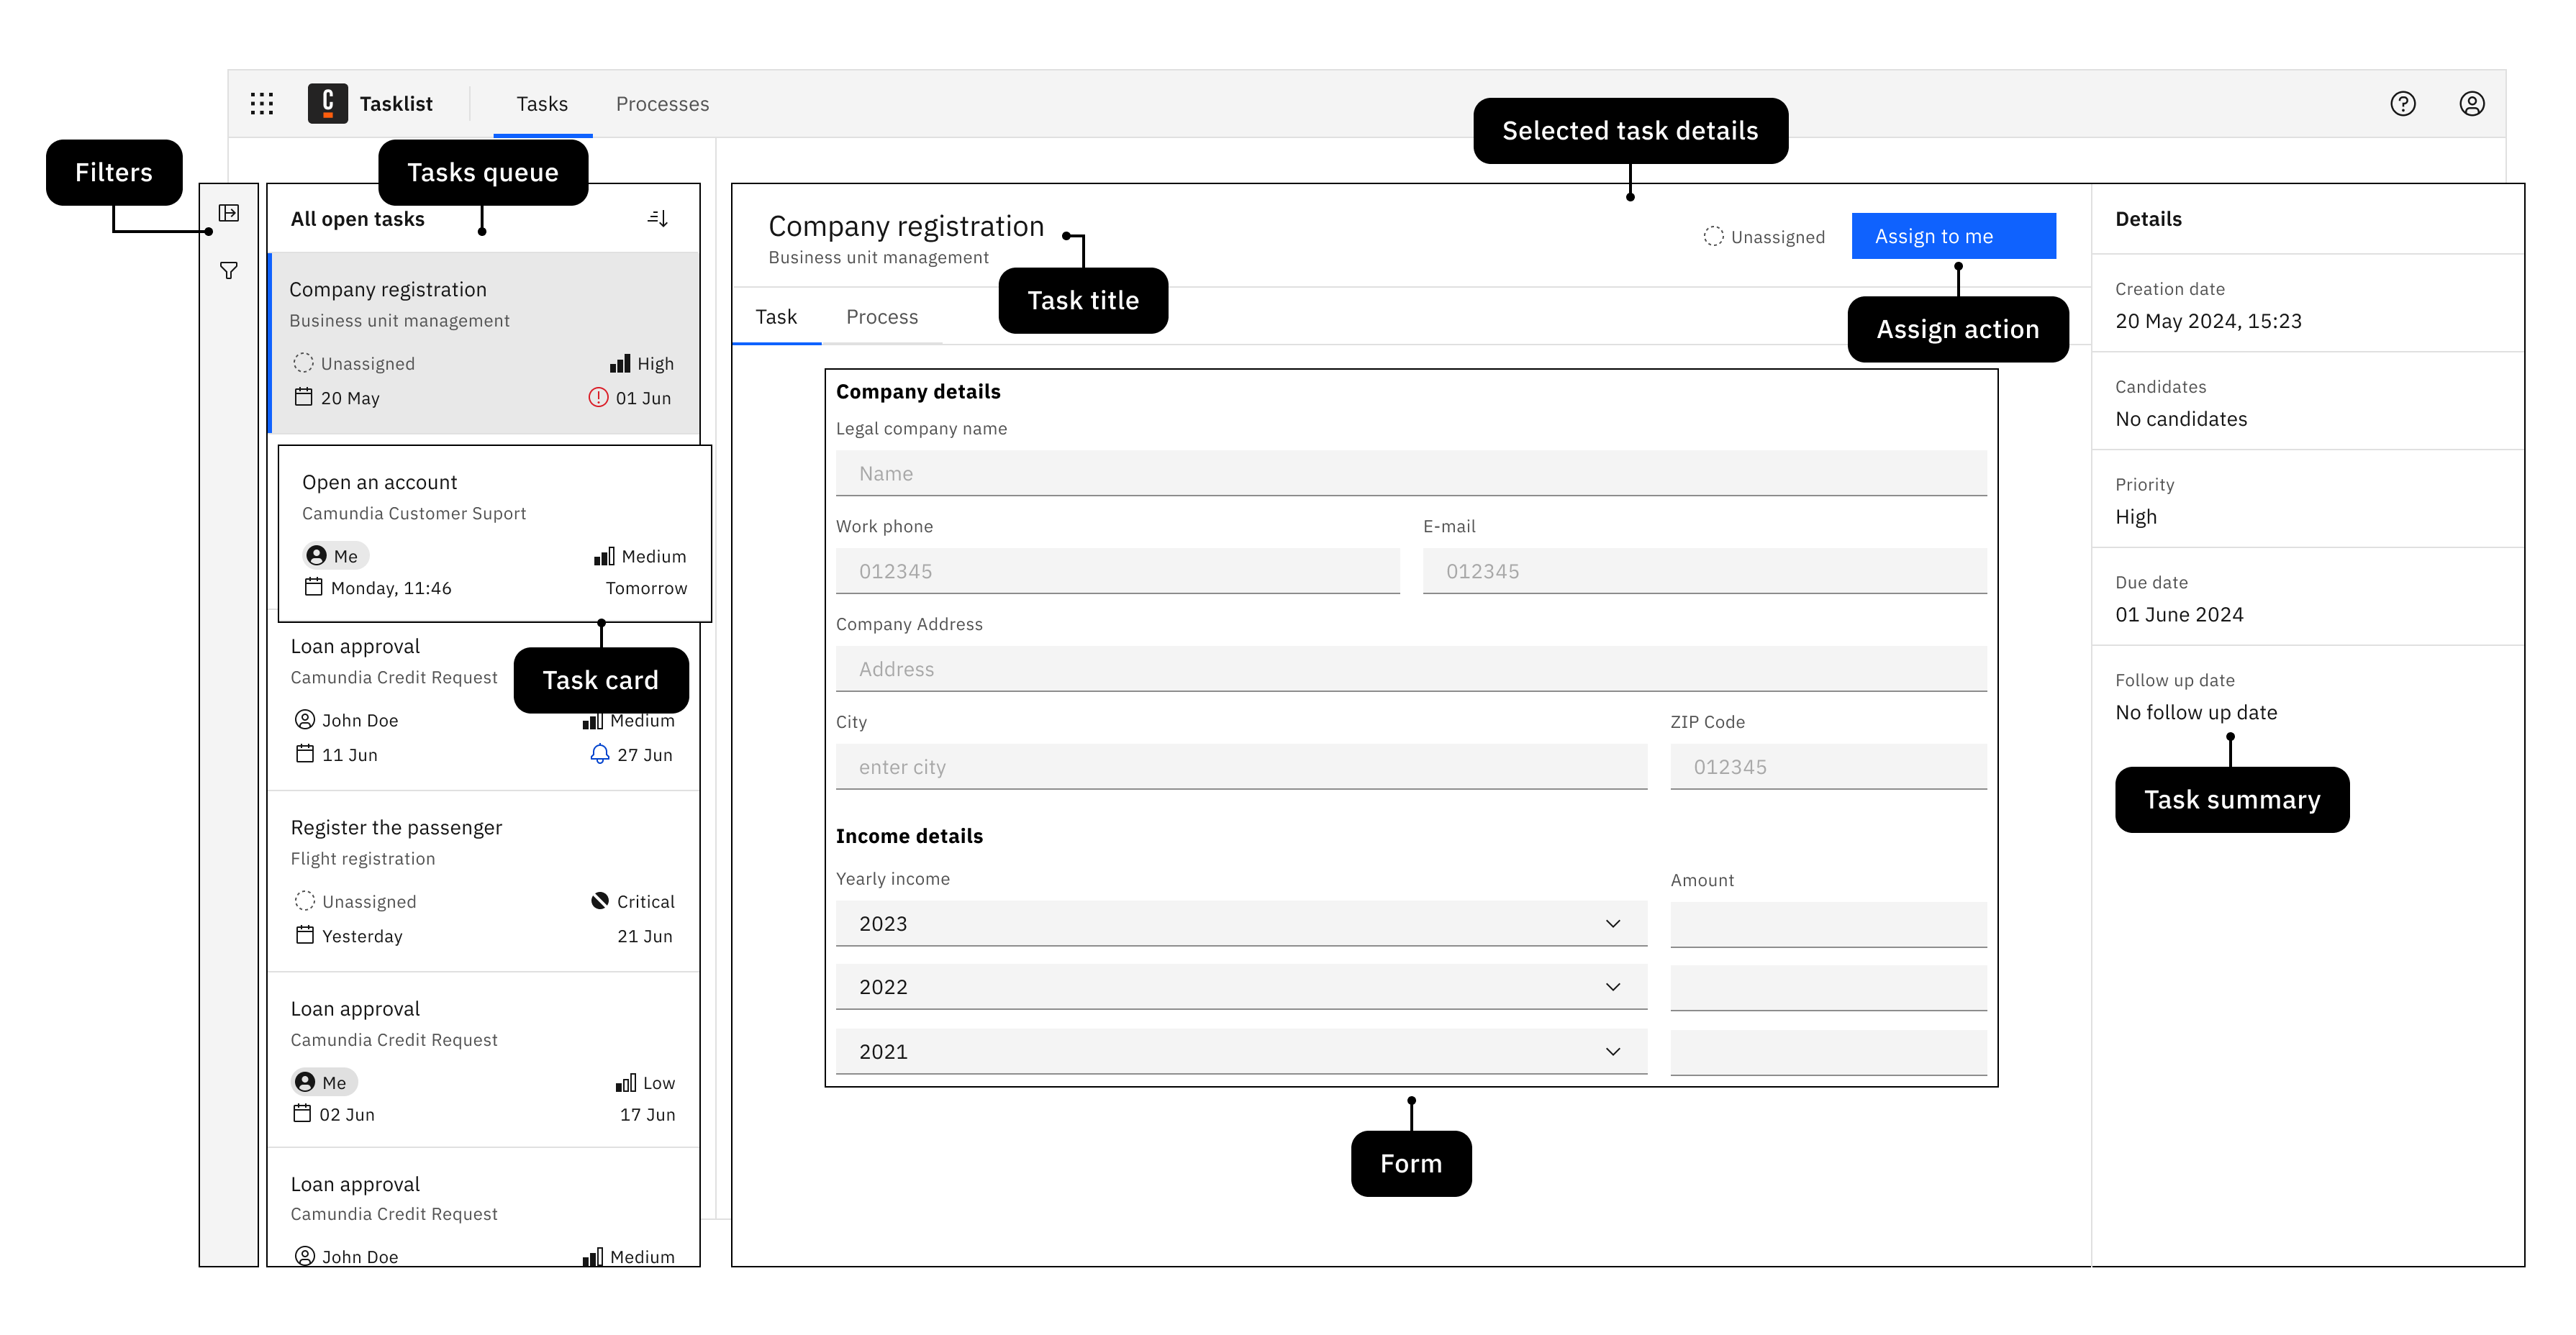 C Tasklist Tasks Processes
Filters
Tasks queue
Selected task details
All open tasks
Company registration
Business unit management
Unassigned High
20 May 01 Jun
Open an account
Camundia Customer Suport
Me Medium
Monday, 11:46 Tomorrow
Task card
Loan approval
Camundia Credit Request
John Doe Medium
11 Jun 27 Jun
Register the passenger
Flight registration
Unassigned Critical
Yesterday 21 Jun
Loan approval
Camundia Credit Request
Me Low
02 Jun 17 Jun
Loan approval
Camundia Credit Request
John Doe Medium
Company registration
Business unit management
Task title
Unassigned Assign to me
Assign action
Task Process
Company details
Legal company name
Name
Work phone E-mail
012345 012345
Company Address
Address
City ZIP Code
enter city 012345
Income details
Yearly income Amount
2023
2022
2021
Form
Details
Creation date
20 May 2024, 15:23
Candidates
No candidates
Priority
High
Due date
01 June 2024
Follow up date
No follow up date
Task summary